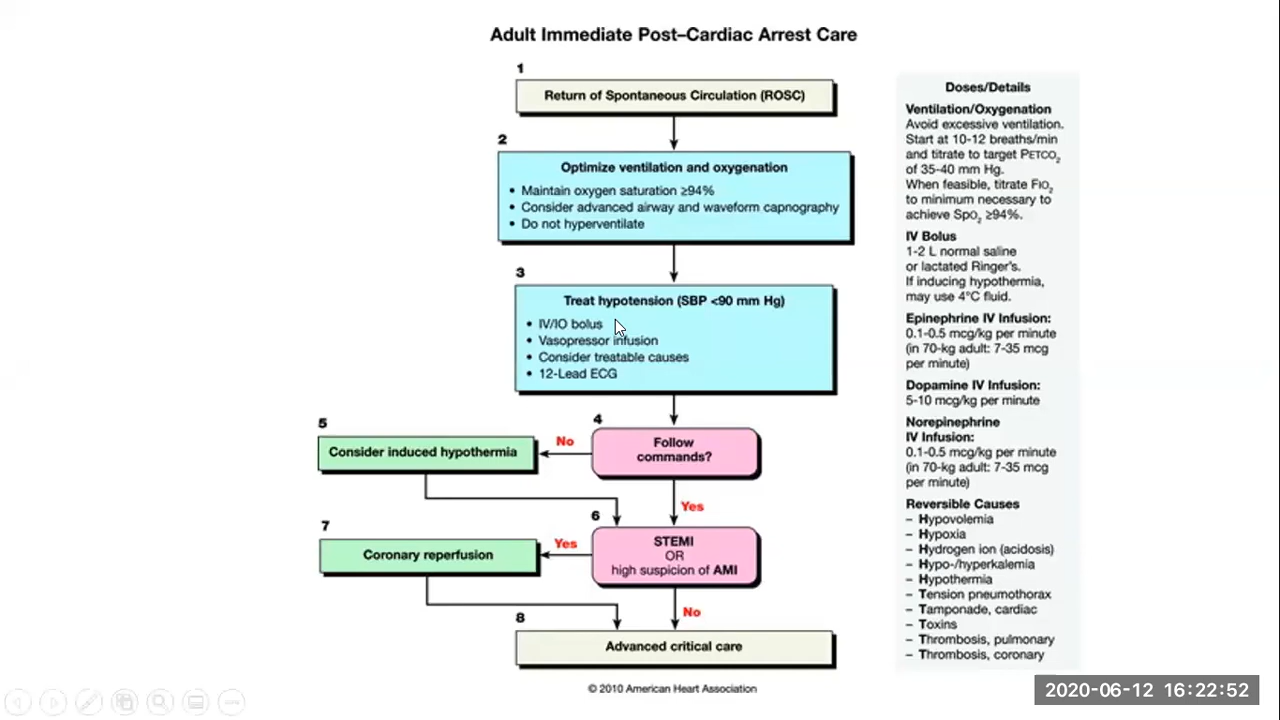 Adult Immediate Post–Cardiac Arrest Care
1
Return of Spontaneous Circulation (ROSC)
2
Optimize ventilation and oxygenation
• Maintain oxygen saturation ≥94%
• Consider advanced airway and waveform capnography
• Do not hyperventilate
3
Treat hypotension (SBP <90 mm Hg)
• IV/IO bolus
• Vasopressor infusion
• Consider treatable causes
• 12-Lead ECG
4
Follow
commands?
No
5
Consider induced hypothermia
Yes
6
STEMI
OR
high suspicion of AMI
Yes
7
Coronary reperfusion
No
8
Advanced critical care
© 2010 American Heart Association
Doses/Details
Ventilation/Oxygenation
Avoid excessive ventilation.
Start at 10-12 breaths/min
and titrate to target PETCO₂
of 35-40 mm Hg.
When feasible, titrate FIO₂
to minimum necessary to
achieve SpO₂ ≥94%.
IV Bolus
1-2 L normal saline
or lactated Ringer's.
If inducing hypothermia,
may use 4°C fluid.
Epinephrine IV Infusion:
0.1-0.5 mcg/kg per minute
(in 70-kg adult: 7-35 mcg
per minute)
Dopamine IV Infusion:
5-10 mcg/kg per minute
Norepinephrine
IV Infusion:
0.1-0.5 mcg/kg per minute
(in 70-kg adult: 7-35 mcg
per minute)
Reversible Causes
– Hypovolemia
– Hypoxia
– Hydrogen ion (acidosis)
– Hypo-/hyperkalemia
– Hypothermia
– Tension pneumothorax
– Tamponade, cardiac
– Toxins
– Thrombosis, pulmonary
– Thrombosis, coronary
2020-06-12 16:22:52